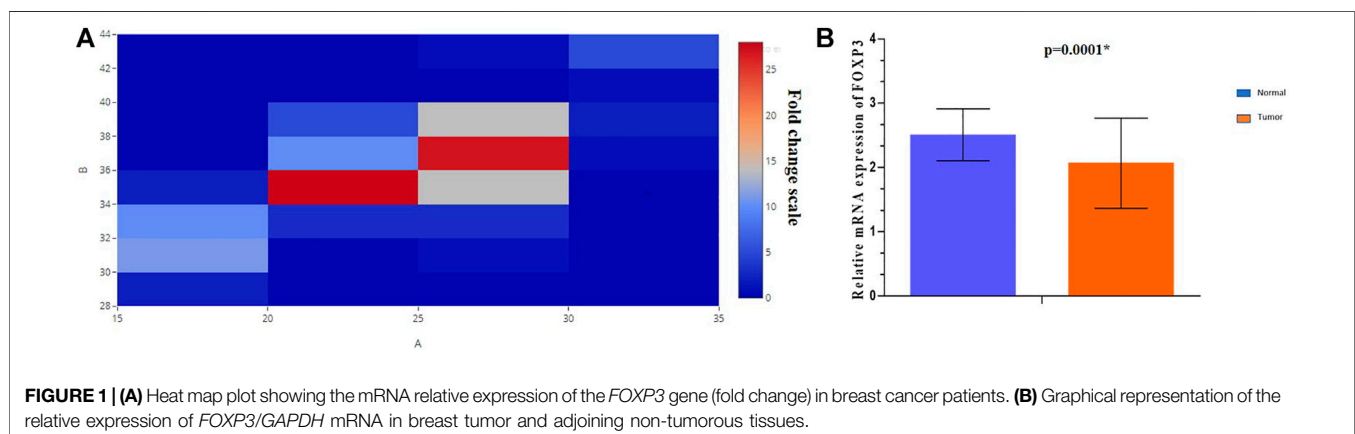 A
44
42
40
38
36
34
32
30
28
B
15
20
25
30
35
A
25
20
15
10
5
0
Fold change scale
B
p=0.0001*
4
3
2
1
0
Relative mRNA expression of FOXP3
Normal
Tumor
FIGURE 1 | (A) Heat map plot showing the mRNA relative expression of the FOXP3 gene (fold change) in breast cancer patients. (B) Graphical representation of the
relative expression of FOXP3/GAPDH mRNA in breast tumor and adjoining non-tumorous tissues.